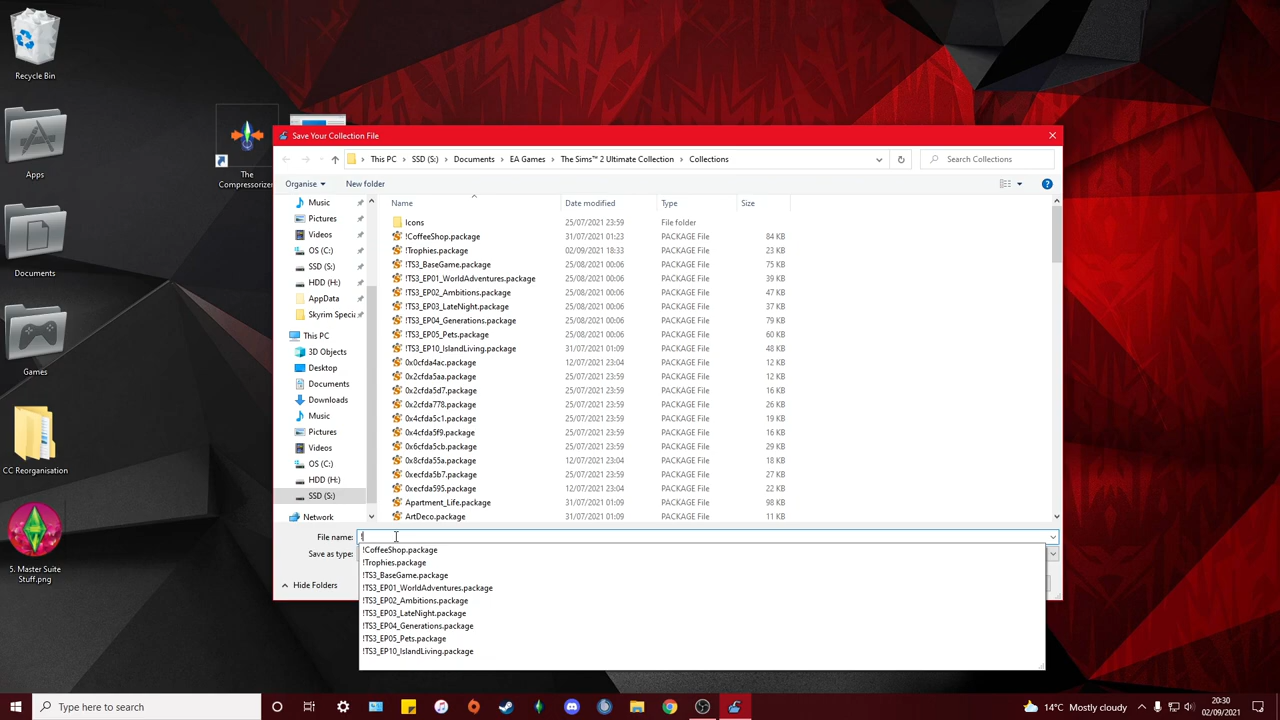 Recycle Bin
Apps
Documents
Games
CC Reorganisation
5. Master Suite
Stuff.png
The
Compressorizer
Save Your Collection File
This PC > SSD (S:) > Documents > EA Games > The Sims™ 2 Ultimate Collection > Collections
Search Collections
Organise
New folder
Music
Pictures
Videos
OS (C:)
SSD (S:)
HDD (H:)
AppData
Skyrim Speci
This PC
3D Objects
Desktop
Documents
Downloads
Music
Pictures
Videos
OS (C:)
HDD (H:)
SSD (S:)
Network
Name Date modified Type Size
Icons 25/07/2021 23:59 File folder
!CoffeeShop.package 31/07/2021 01:23 PACKAGE File 84 KB
!Trophies.package 02/09/2021 18:33 PACKAGE File 23 KB
!TS3_BaseGame.package 25/08/2021 00:06 PACKAGE File 75 KB
!TS3_EP01_WorldAdventures.package 25/08/2021 00:06 PACKAGE File 39 KB
!TS3_EP02_Ambitions.package 25/08/2021 00:06 PACKAGE File 47 KB
!TS3_EP03_LateNight.package 25/08/2021 00:06 PACKAGE File 37 KB
!TS3_EP04_Generations.package 25/08/2021 00:06 PACKAGE File 79 KB
!TS3_EP05_Pets.package 25/08/2021 00:06 PACKAGE File 60 KB
!TS3_EP10_IslandLiving.package 31/07/2021 01:09 PACKAGE File 48 KB
0x0cfda4ac.package 12/07/2021 23:04 PACKAGE File 12 KB
0x2cfda5aa.package 25/07/2021 23:59 PACKAGE File 12 KB
0x2cfda5d7.package 25/07/2021 23:59 PACKAGE File 16 KB
0x2cfda778.package 25/07/2021 23:59 PACKAGE File 26 KB
0x4cfda5c1.package 25/07/2021 23:59 PACKAGE File 19 KB
0x4cfda5f9.package 25/07/2021 23:59 PACKAGE File 16 KB
0x6cfda5cb.package 25/07/2021 23:59 PACKAGE File 29 KB
0x8cfda55a.package 12/07/2021 23:04 PACKAGE File 18 KB
0xecfda5b7.package 25/07/2021 23:59 PACKAGE File 27 KB
0xecfda595.package 12/07/2021 23:04 PACKAGE File 22 KB
Apartment_Life.package 31/07/2021 01:09 PACKAGE File 98 KB
ArtDeco.package 31/07/2021 01:09 PACKAGE File 11 KB
File name: !
Save as type:
Hide Folders
!CoffeeShop.package
!Trophies.package
!TS3_BaseGame.package
!TS3_EP01_WorldAdventures.package
!TS3_EP02_Ambitions.package
!TS3_EP03_LateNight.package
!TS3_EP04_Generations.package
!TS3_EP05_Pets.package
!TS3_EP10_IslandLiving.package
Type here to search
14°C Mostly cloudy
20:30
02/09/2021